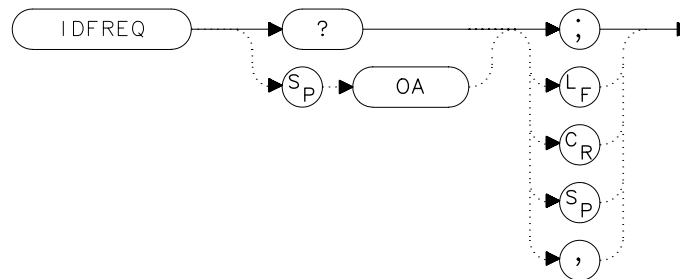 IDFREQ ? ;
SP OA LF
CR
SP
,